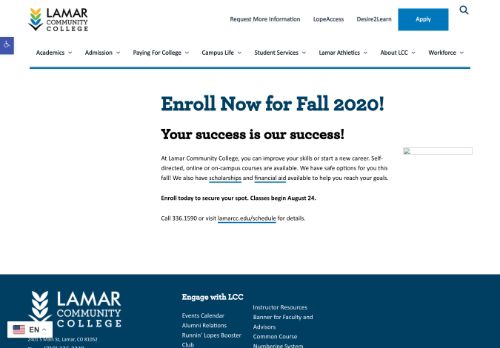 LAMAR
COMMUNITY
COLLEGE
Request More Information LopeAccess Desire2Learn Apply
Academics Admission Paying For College Campus Life Student Services Lamar Athletics About LCC Workforce
Enroll Now for Fall 2020!
Your success is our success!
At Lamar Community College, you can improve your skills or start a new career. Self-
directed, online or on-campus courses are available. We have safe options for you this
fall! We also have scholarships and financial aid available to help you reach your goals.
Enroll today to secure your spot. Classes begin August 24.
Call 336.1590 or visit lamarcc.edu/schedule for details.
LAMAR
COMMUNITY
COLLEGE
2401 S Main St, Lamar, CO 81052
EN
Engage with LCC
Events Calendar
Alumni Relations
Runnin' Lopes Booster
Club
Instructor Resources
Banner for Faculty and
Advisors
Common Course
Numbering System